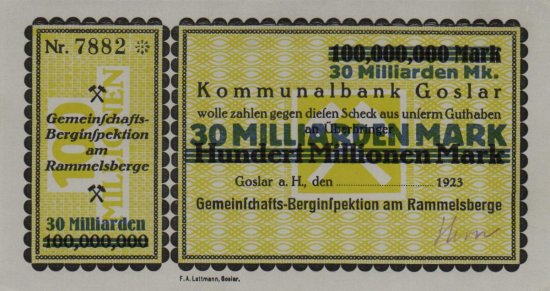 Nr. 7882
100
MILLIONEN
Gemeinſchafts-
Berginſpektion
am
Rammelsberge
30 Milliarden
100,000,000
100,000,000 Mark
30 Milliarden Mk.
Kommunalbank Goslar
wolle zahlen gegen dieſen Scheck aus unſerm Guthaben
an Überbringer
30 MILLIARDEN MARK
Hundert Millionen Mark
Goslar a. H., den 1923
Gemeinſchafts-Berginſpektion am Rammelsberge
F. A. Lattmann, Goslar.